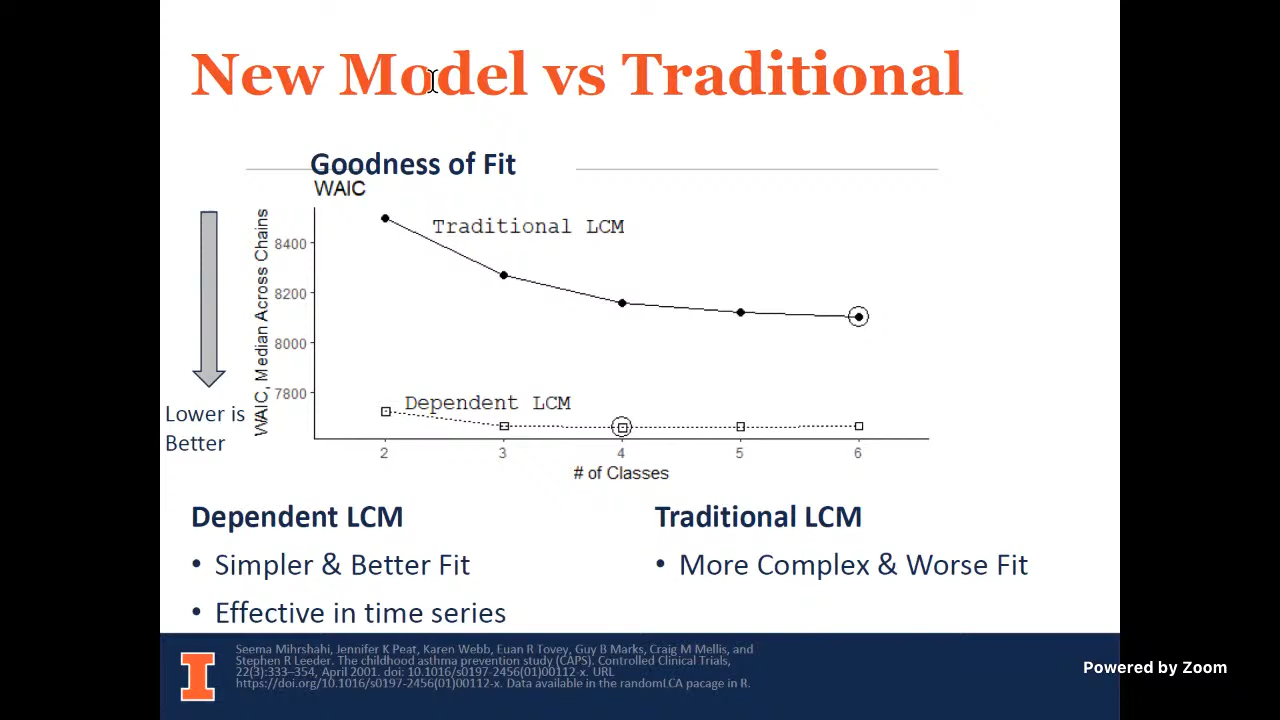 New Model vs Traditional
Goodness of Fit
WAIC
WAIC, Median Across Chains
8400
8200
8000
7800
Traditional LCM
Dependent LCM
2 3 4 5 6
# of Classes
Lower is
Better
Dependent LCM
• Simpler & Better Fit
• Effective in time series
Traditional LCM
• More Complex & Worse Fit
Seema Mihrshahi, Jennifer K Peat, Karen Webb, Euan R Tovey, Guy B Marks, Craig M Mellis, and
Stephen R Leeder. The childhood asthma prevention study (CAPS). Controlled Clinical Trials,
22(3):333–354, April 2001. doi: 10.1016/s0197-2456(01)00112-x. URL
https://doi.org/10.1016/s0197-2456(01)00112-x. Data available in the randomLCA pacage in R.
I
Powered by Zoom